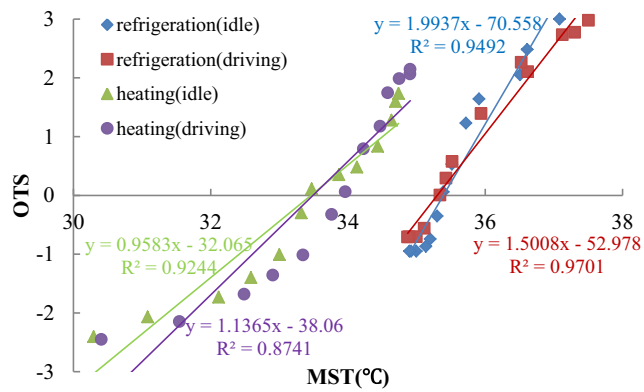 3
refrigeration(idle)
refrigeration(driving)
heating(idle)
heating(driving)
y = 1.9937x - 70.558
R² = 0.9492
2
1
OTS
0
30
32
34
36
38
y = 0.9583x - 32.065
R² = 0.9244
y = 1.5008x - 52.978
R² = 0.9701
-1
-2
y = 1.1365x - 38.06
R² = 0.8741
-3
MST(℃)